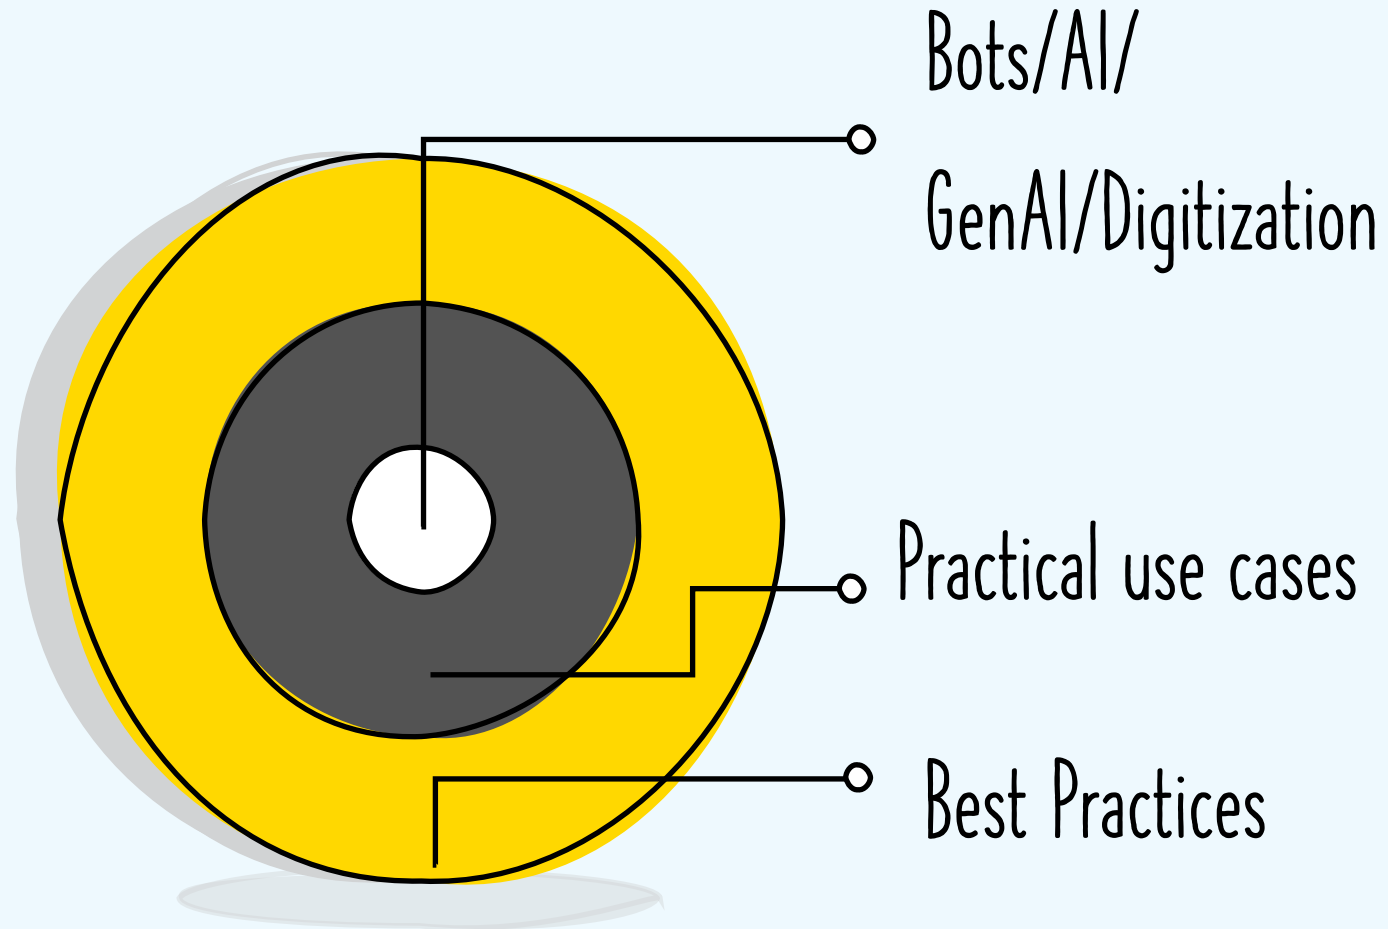 Bots/AI/
GenAI/Digitization
Practical use cases
Best Practices